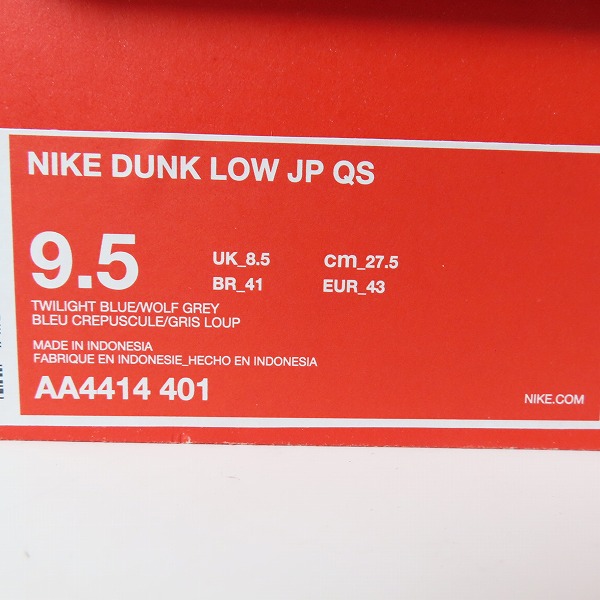 NIKE DUNK LOW JP QS
9.5
UK_8.5 cm_27.5
BR_41 EUR_43
TWILIGHT BLUE/WOLF GREY
BLEU CREPUSCULE/GRIS LOUP
MADE IN INDONESIA
FABRIQUE EN INDONESIE_HECHO EN INDONESIA
AA4414 401
NIKE.COM